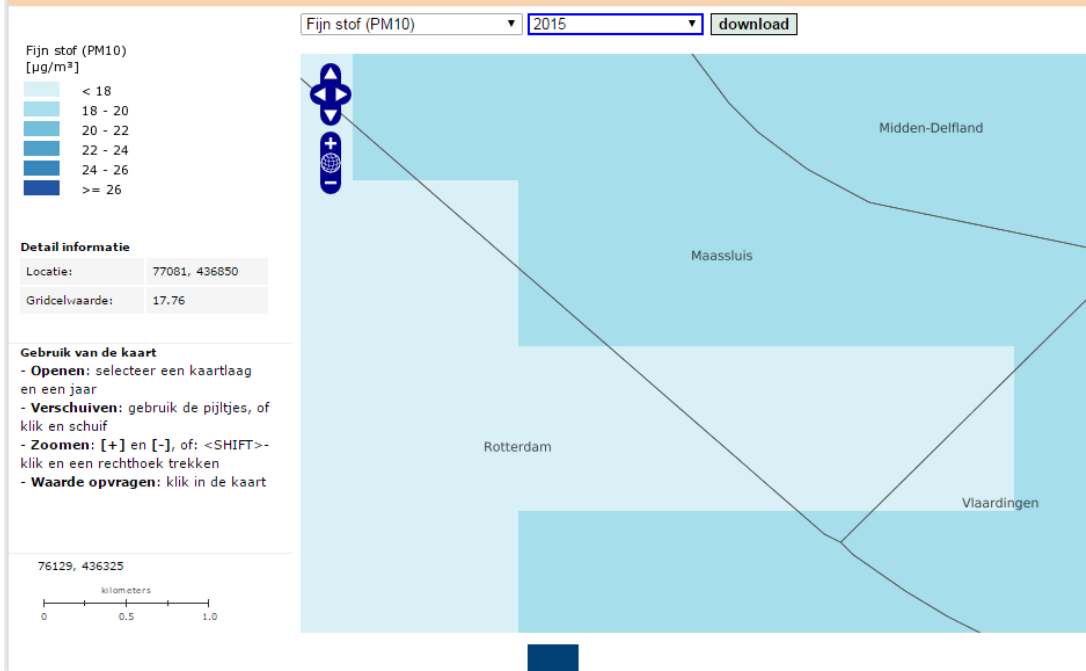 Fijn stof (PM10) 2015 download
Fijn stof (PM10)
[µg/m³]
< 18
18 - 20
20 - 22
22 - 24
24 - 26
>= 26
Detail informatie
Locatie: 77081, 436850
Gridcelwaarde: 17.76
Gebruik van de kaart
- Openen: selecteer een kaartlaag
en een jaar
- Verschuiven: gebruik de pijltjes, of
klik en schuif
- Zoomen: [+] en [-], of: <SHIFT>-
klik en een rechthoek trekken
- Waarde opvragen: klik in de kaart
76129, 436325
kilometers
0 0.5 1.0
Midden-Delfland
Maassluis
Rotterdam
Vlaardingen